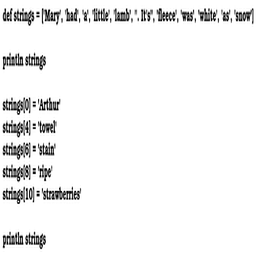 def strings = ['Mary', 'had', 'a', 'little', 'lamb', ". It's", 'fleece', 'was', 'white', 'as', 'snow']
println strings
strings[0] = 'Arthur'
strings[4] = 'towel'
strings[6] = 'stain'
strings[8] = 'ripe'
strings[10] = 'strawberries'
println strings